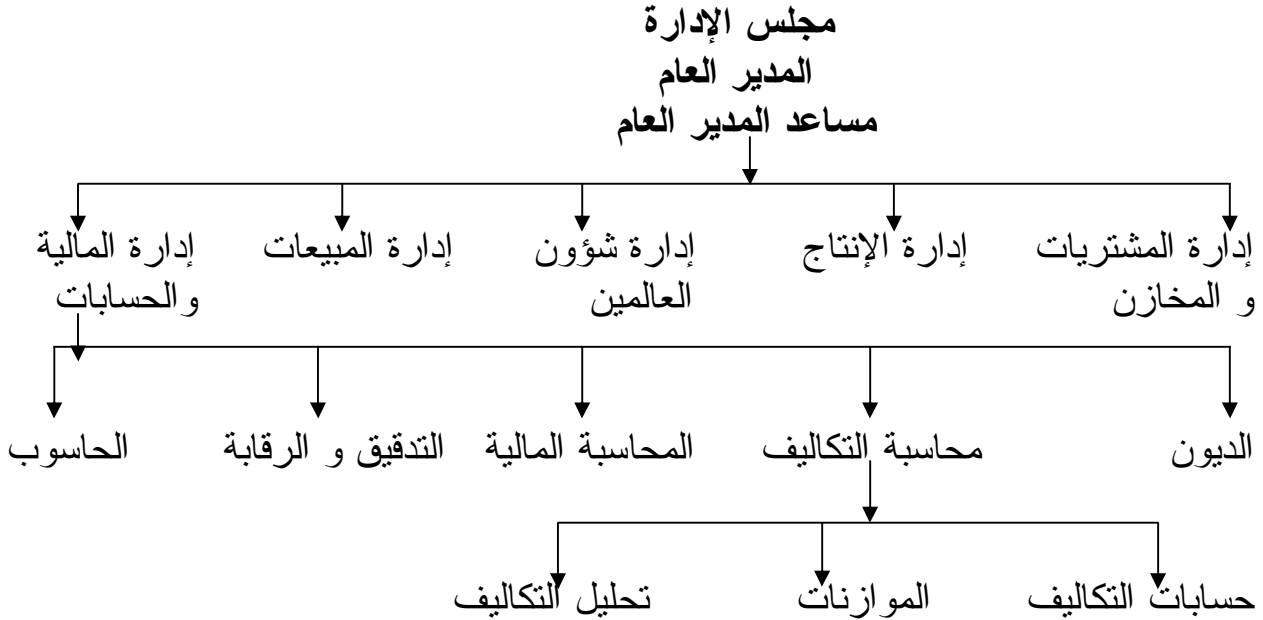 مجلس الإدارة
المدير العام
مساعد المدير العام
إدارة المشتريات إدارة الإنتاج إدارة شؤون إدارة المبيعات إدارة المالية
و المخازن العالمين والحسابات
الديون محاسبة التكاليف المحاسبة المالية التدقيق و الرقابة الحاسوب
حسابات التكاليف الموازنات تحليل التكاليف